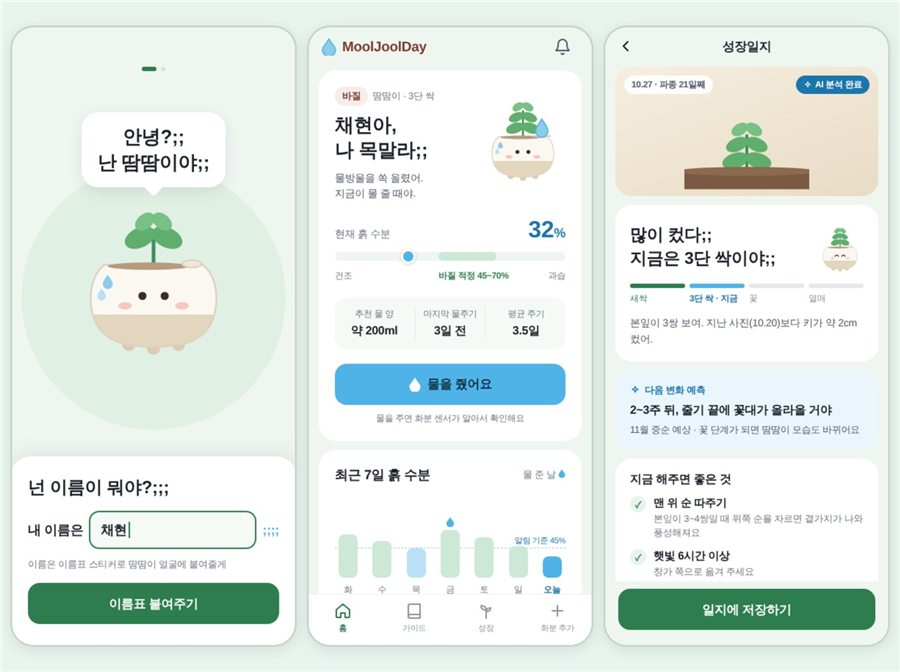 안녕?;;
난 땀땀이야;;
넌 이름이 뭐야?;;;
내 이름은 채현 ;;;;
이름은 이름표 스티커로 땀땀이 얼굴에 붙여줄게
이름표 붙여주기
MoolJoolDay
바질 땀땀이 · 3단 싹
채현아,
나 목말라;;
물방울을 쏙 올렸어.
지금이 물 줄 때야.
현재 흙 수분 32%
건조 바질 적정 45~70% 과습
추천 물 양 마지막 물주기 평균 주기
약 200ml 3일 전 3.5일
물을 줬어요
물을 주면 화분 센서가 알아서 확인해요
최근 7일 흙 수분 물 준 날
알림 기준 45%
화 수 목 금 토 일 오늘
홈 가이드 성장 화분 추가
성장일지
10.27 · 파종 21일째 AI 분석 완료
많이 컸다;;
지금은 3단 싹이야;;
새싹 3단 싹 · 지금 꽃 열매
본잎이 3쌍 보여. 지난 사진(10.20)보다 키가 약 2cm
컸어.
다음 변화 예측
2~3주 뒤, 줄기 끝에 꽃대가 올라올 거야
11월 중순 예상 · 꽃 단계가 되면 땀땀이 모습도 바뀌어요
지금 해주면 좋은 것
맨 위 순 따주기
본잎이 3~4쌍일 때 위쪽 순을 자르면 곁가지가 나와
풍성해져요
햇빛 6시간 이상
창가 쪽으로 옮겨 주세요
일지에 저장하기